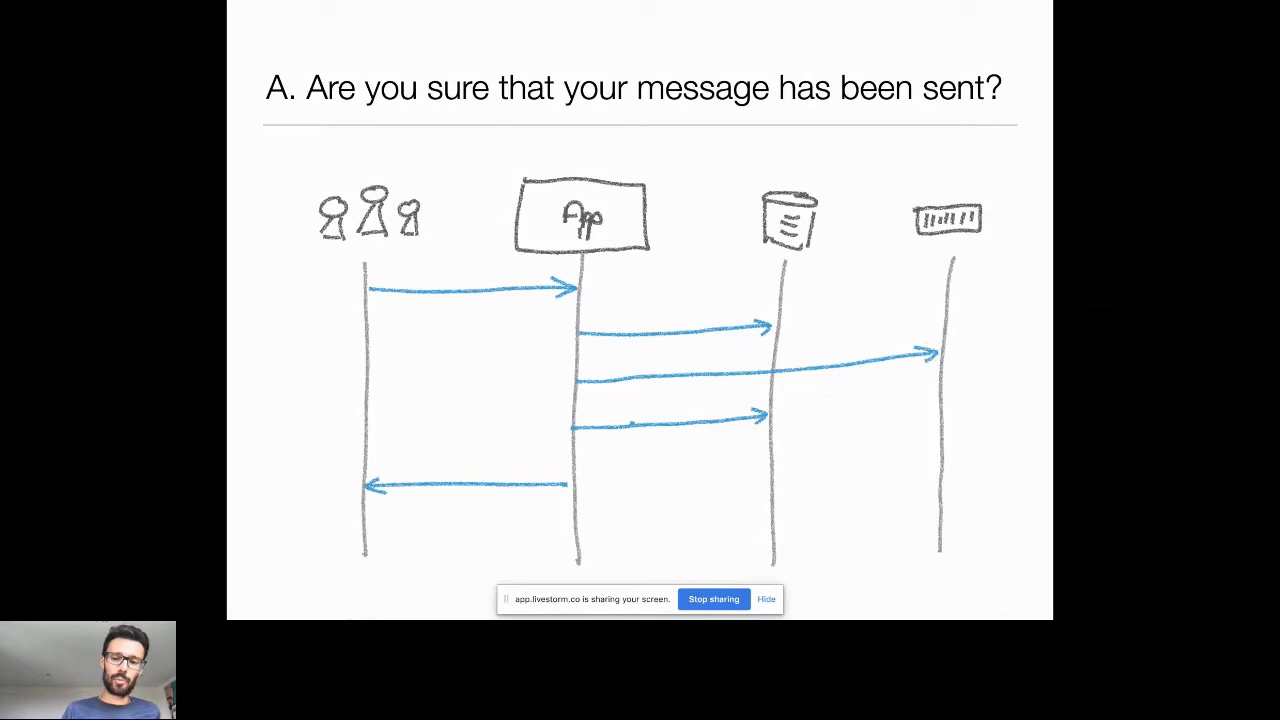 A. Are you sure that your message has been sent?
App
app.livestorm.co is sharing your screen.
Stop sharing
Hide